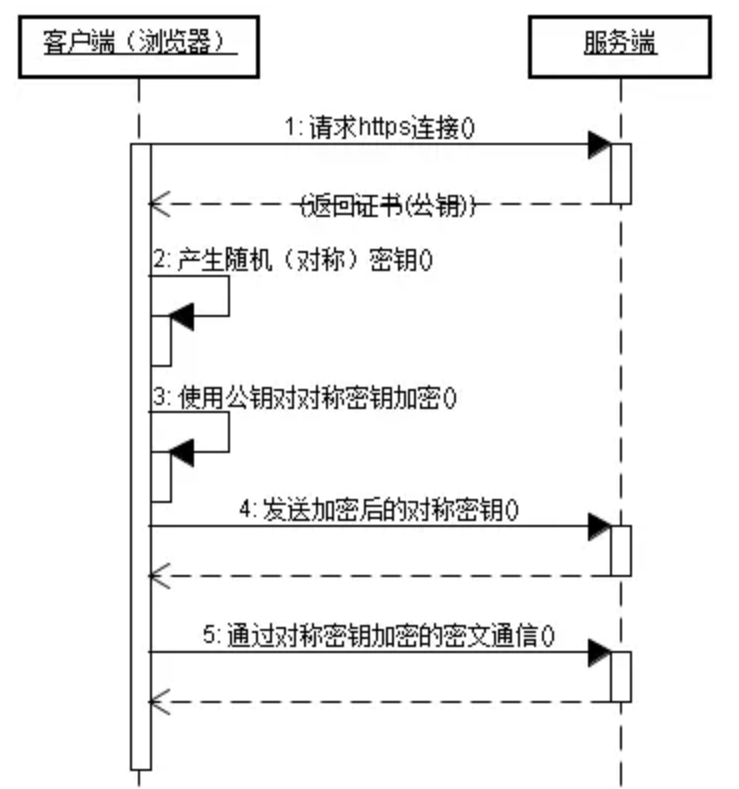 客户端（浏览器）
服务端
1: 请求https连接()
(返回证书(公钥))
2: 产生随机（对称）密钥()
3: 使用公钥对对称密钥加密()
4: 发送加密后的对称密钥()
5: 通过对称密钥加密的密文通信()